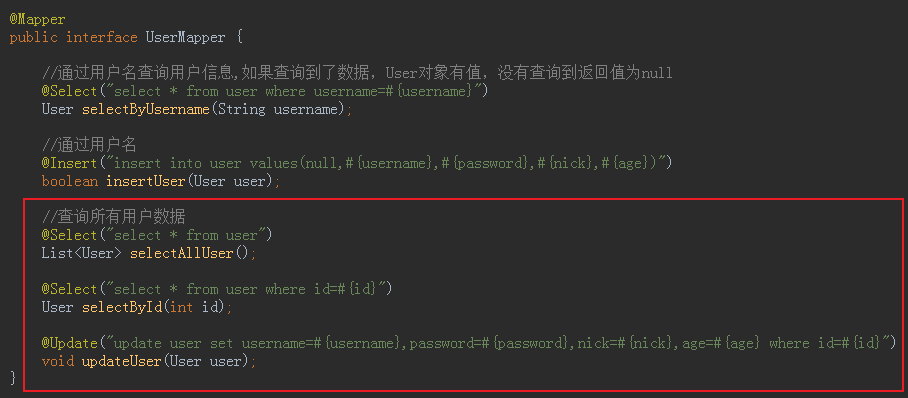 @Mapper
public interface UserMapper {
//通过用户名查询用户信息,如果查询到了数据，User对象有值，没有查询到返回值为null
@Select("select * from user where username=#{username}")
User selectByUsername(String username);
//通过用户名
@Insert("insert into user values(null,#{username},#{password},#{nick},#{age})")
boolean insertUser(User user);
//查询所有用户数据
@Select("select * from user")
List<User> selectAllUser();
@Select("select * from user where id=#{id}")
User selectById(int id);
@Update("update user set username=#{username},password=#{password},nick=#{nick},age=#{age} where id=#{id}")
void updateUser(User user);
}